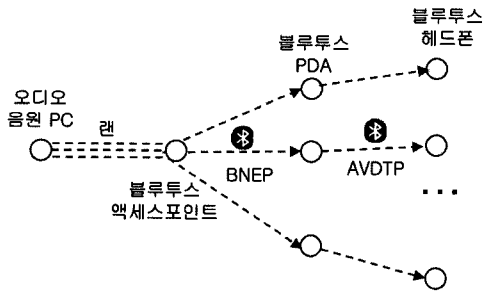 블루투스
헤드폰
블루투스
PDA
오디오
음원 PC
랜
BNEP
AVDTP
블루투스
액세스포인트
...